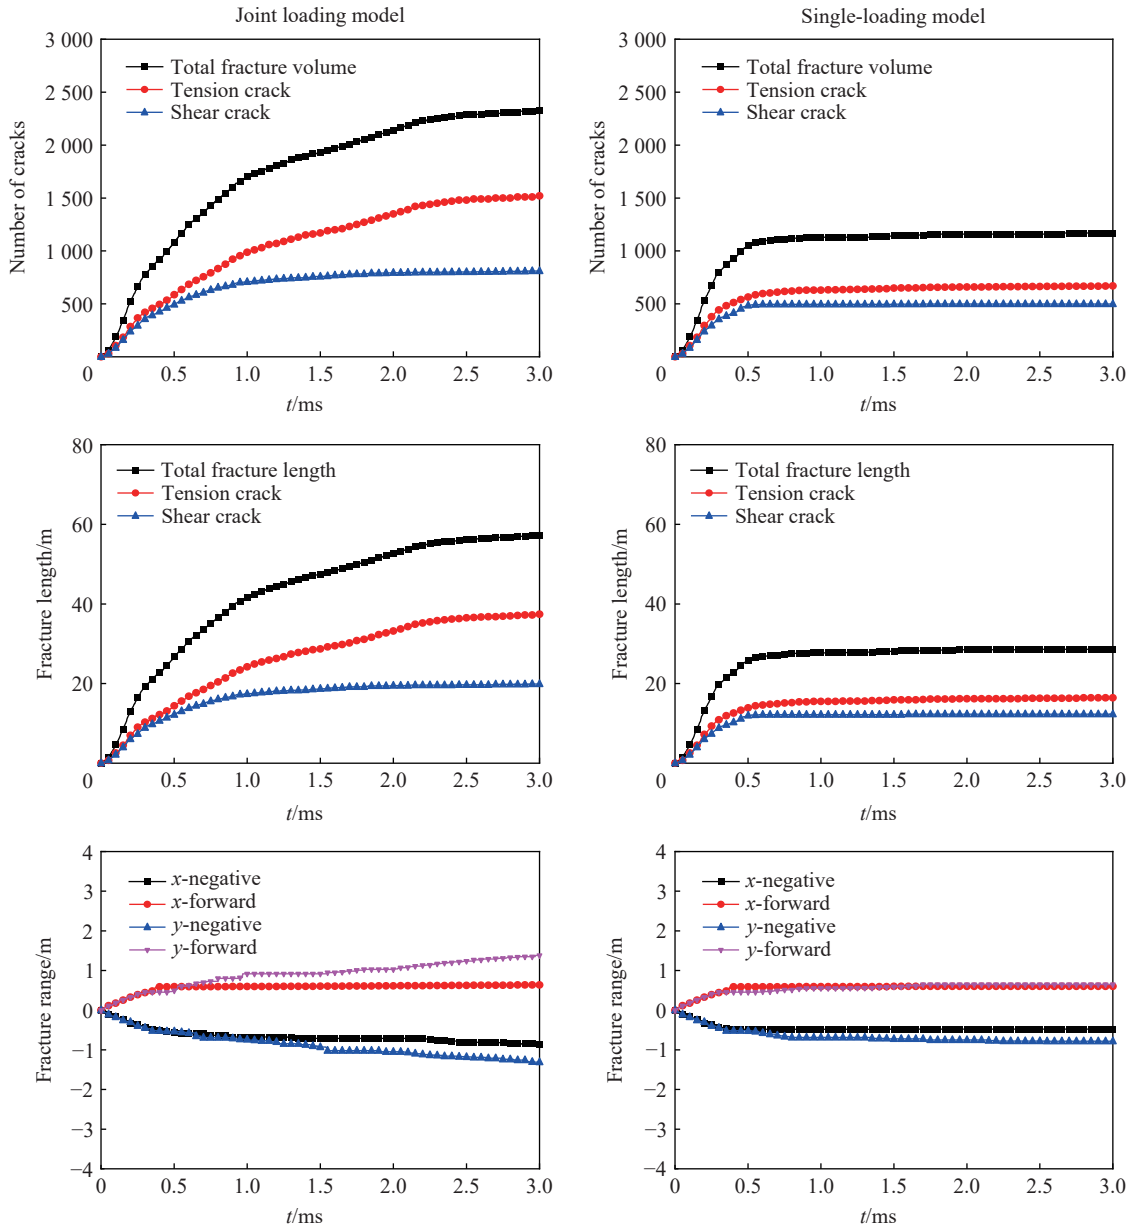 Joint loading model
3 000
2 500
2 000
1 500
1 000
500
0
Number of cracks
Total fracture volume
Tension crack
Shear crack
0.5 1.0 1.5 2.0 2.5 3.0
t/ms
Single-loading model
3 000
2 500
2 000
1 500
1 000
500
0
Number of cracks
Total fracture volume
Tension crack
Shear crack
0.5 1.0 1.5 2.0 2.5 3.0
t/ms
80
60
40
20
0
Fracture length/m
Total fracture length
Tension crack
Shear crack
0.5 1.0 1.5 2.0 2.5 3.0
t/ms
80
60
40
20
0
Fracture length/m
Total fracture length
Tension crack
Shear crack
0.5 1.0 1.5 2.0 2.5 3.0
t/ms
4
3
2
1
0
−1
−2
−3
−4
Fracture range/m
x-negative
x-forward
y-negative
y-forward
0 0.5 1.0 1.5 2.0 2.5 3.0
t/ms
4
3
2
1
0
−1
−2
−3
−4
Fracture range/m
x-negative
x-forward
y-negative
y-forward
0 0.5 1.0 1.5 2.0 2.5 3.0
t/ms